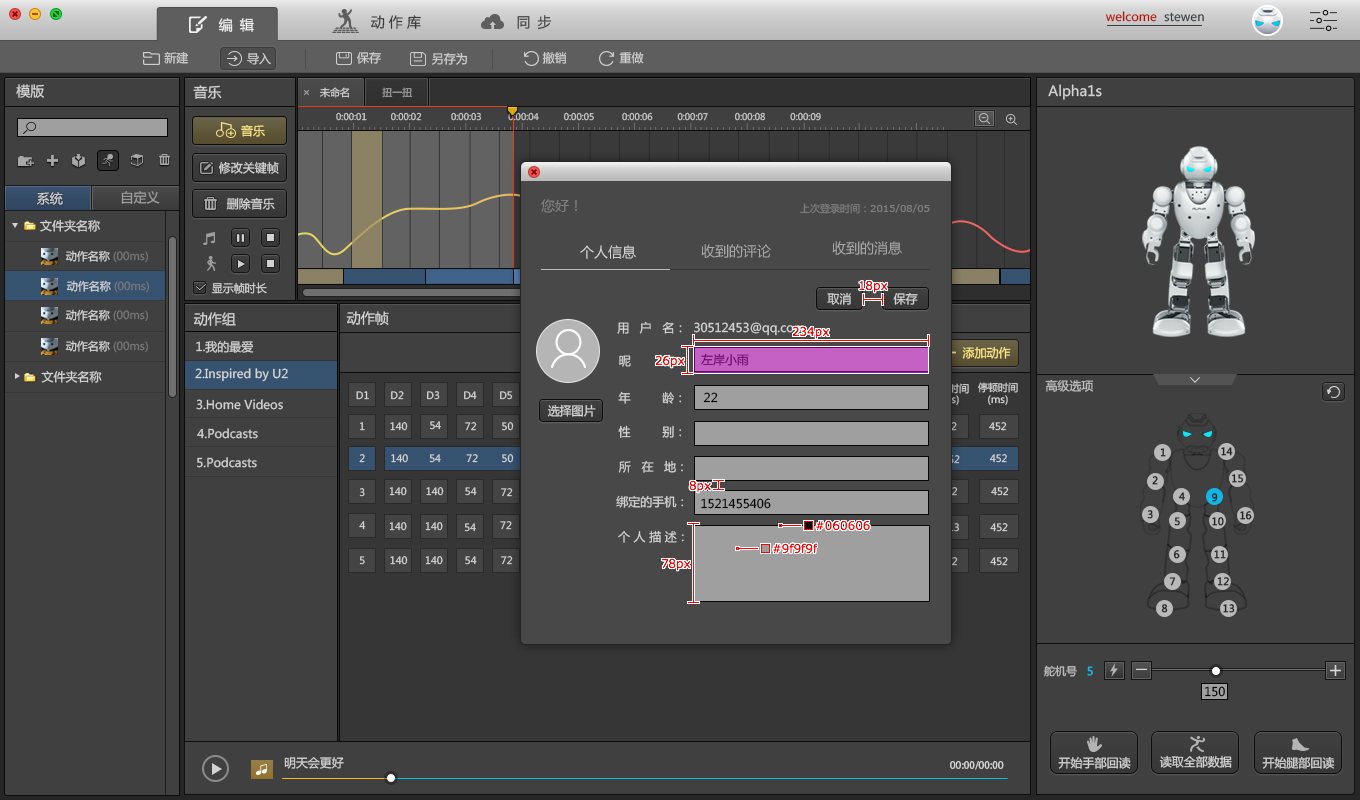 编 辑
动作库
同 步
welcome stewen
新建
导入
保存
另存为
撤销
重做
模版
系统
自定义
文件夹名称
动作名称 (00ms)
动作名称 (00ms)
动作名称 (00ms)
动作名称 (00ms)
文件夹名称
音乐
音乐
修改关键帧
删除音乐
显示帧时长
× 未命名
扭一扭
0:00:01 0:00:02 0:00:03 0:00:04 0:00:05 0:00:06 0:00:07 0:00:08 0:00:09
动作组
1.我的最爱
2.Inspired by U2
3.Home Videos
4.Podcasts
5.Podcasts
动作帧
添加动作
D1 D2 D3 D4 D5 时间 停顿时间
s) (ms)
1 140 54 72 50 2 452
2 140 54 72 50 52 452
3 140 140 54 72 2 452
4 140 140 54 72 3 452
5 140 140 54 72 2 452
您好！
上次登录时间：2015/08/05
个人信息
收到的评论
收到的消息
18px
取消
保存
用 户 名： 30512453@qq.co
234px
26px
昵
左岸小雨
选择图片
年 龄： 22
性 别：
所 在 地：
8px
绑定的手机： 1521455406
个人描述：
#060606
#9f9f9f
78px
明天会更好
00:00/00:00
Alpha1s
高级选项
1
2
3
4
5
6
7
8
9
10
11
12
13
14
15
16
舵机号 5
150
开始手部回读
读取全部数据
开始腿部回读